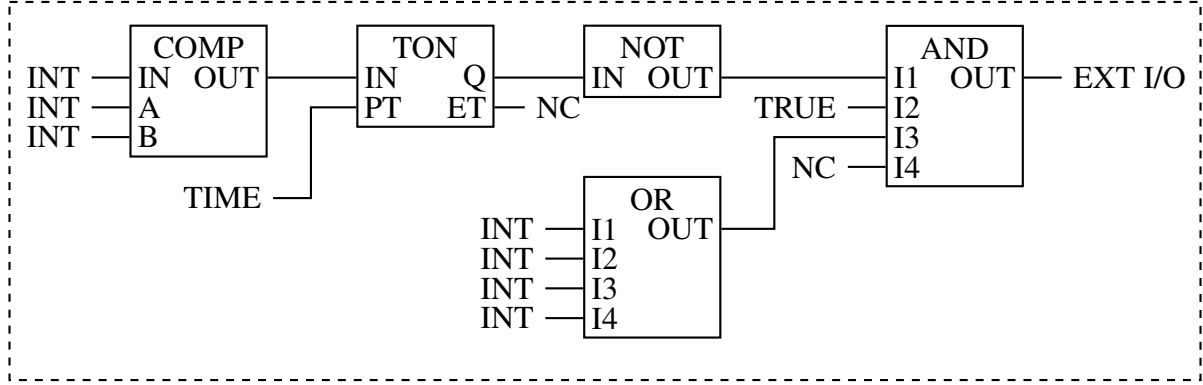 COMP
INT IN OUT
INT A
INT B
TIME
TON
IN Q
PT ET NC
NOT
IN OUT
OR
INT I1 OUT
INT I2
INT I3
INT I4
AND
I1 OUT EXT I/O
TRUE I2
I3
NC I4